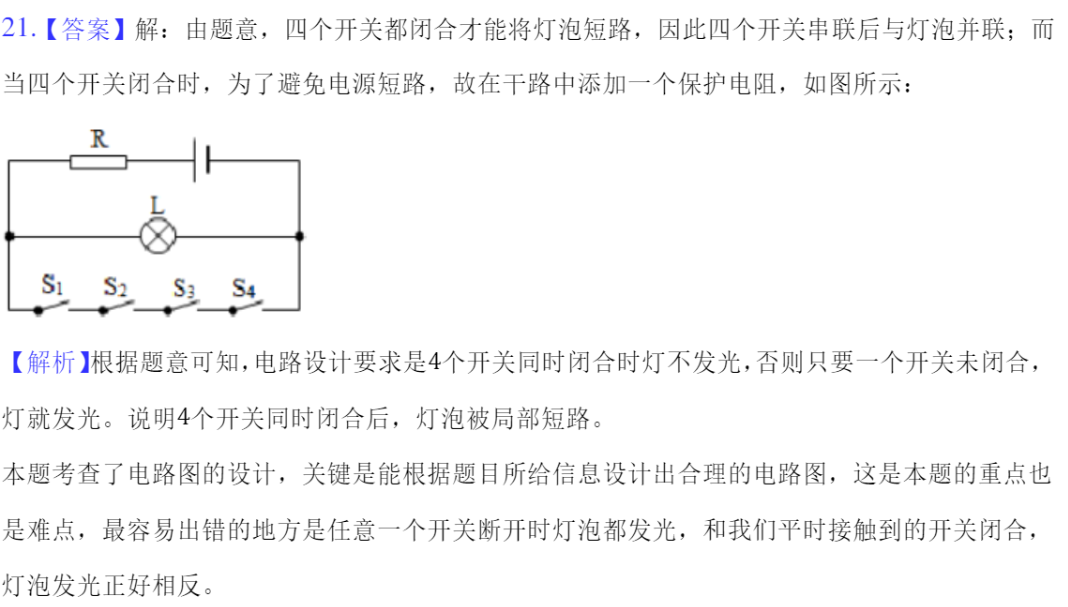 21.【答案】解：由题意，四个开关都闭合才能将灯泡短路，因此四个开关串联后与灯泡并联；而
当四个开关闭合时，为了避免电源短路，故在干路中添加一个保护电阻，如图所示：
R
L
S₁ S₂ S₃ S₄
【解析】根据题意可知，电路设计要求是4个开关同时闭合时灯不发光，否则只要一个开关未闭合，
灯就发光。说明4个开关同时闭合后，灯泡被局部短路。
本题考查了电路图的设计，关键是能根据题目所给信息设计出合理的电路图，这是本题的重点也
是难点，最容易出错的地方是任意一个开关断开时灯泡都发光，和我们平时接触到的开关闭合，
灯泡发光正好相反。